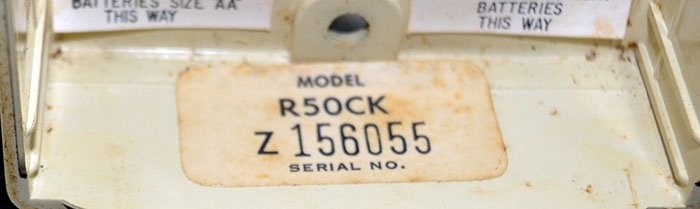 BATTERIES SIZE "AA"
THIS WAY
BATTERIES
THIS WAY
MODEL
R50CK
Z 156055
SERIAL NO.